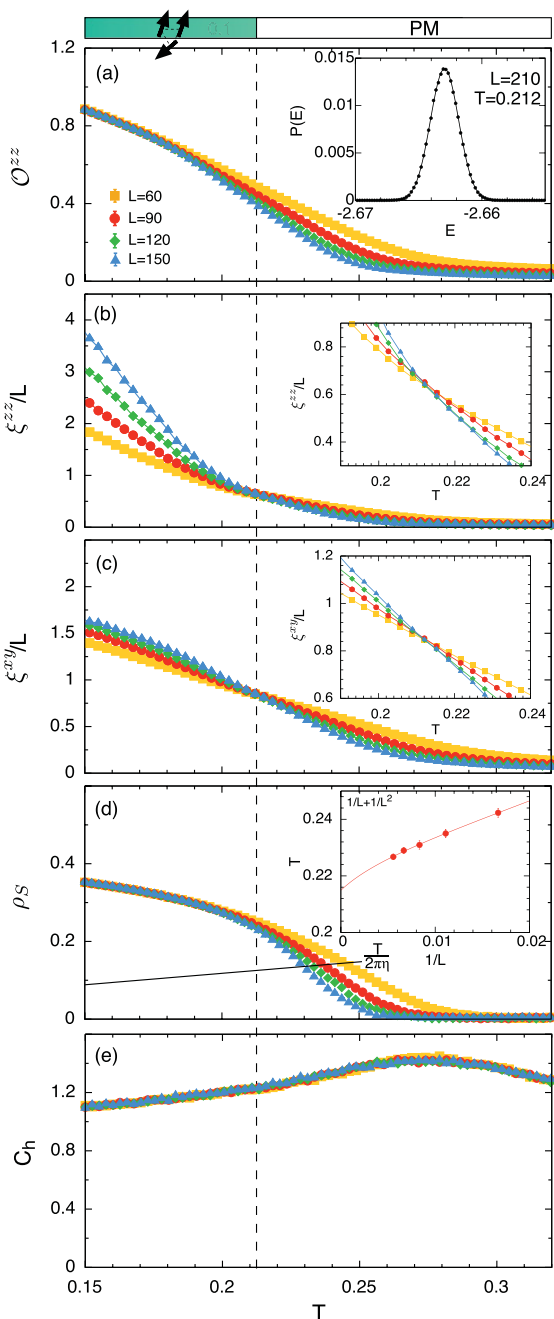 PM
(a)
1.2
0.8
0.4
0
𝒪^{zz}
L=60
L=90
L=120
L=150
0.015
0.01
0.005
0
P(E)
L=210
T=0.212
-2.67
-2.66
E
(b)
4
3
2
1
0
ξ^{zz}/L
0.8
0.6
0.4
ξ^{zz}/L
0.2
0.22
0.24
T
(c)
2
1.5
1
0.5
0
ξ^{xy}/L
1.2
1
0.8
0.6
ξ^{xy}/L
0.2
0.22
0.24
T
(d)
0.4
0.2
0
ρ_S
1/L+1/L²
0.24
0.22
T
0
0.01
0.02
1/L
T
2πη
(e)
1.2
0.8
0.4
0
C_h
0.15
0.2
0.25
0.3
T